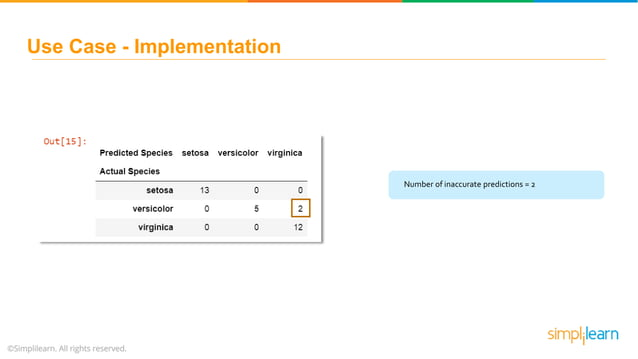 Use Case - Implementation
Out[15]:
Predicted Species setosa versicolor virginica
Actual Species
setosa 13 0 0
versicolor 0 5 2
virginica 0 0 12
Number of inaccurate predictions = 2
©Simplilearn. All rights reserved.
simplilearn